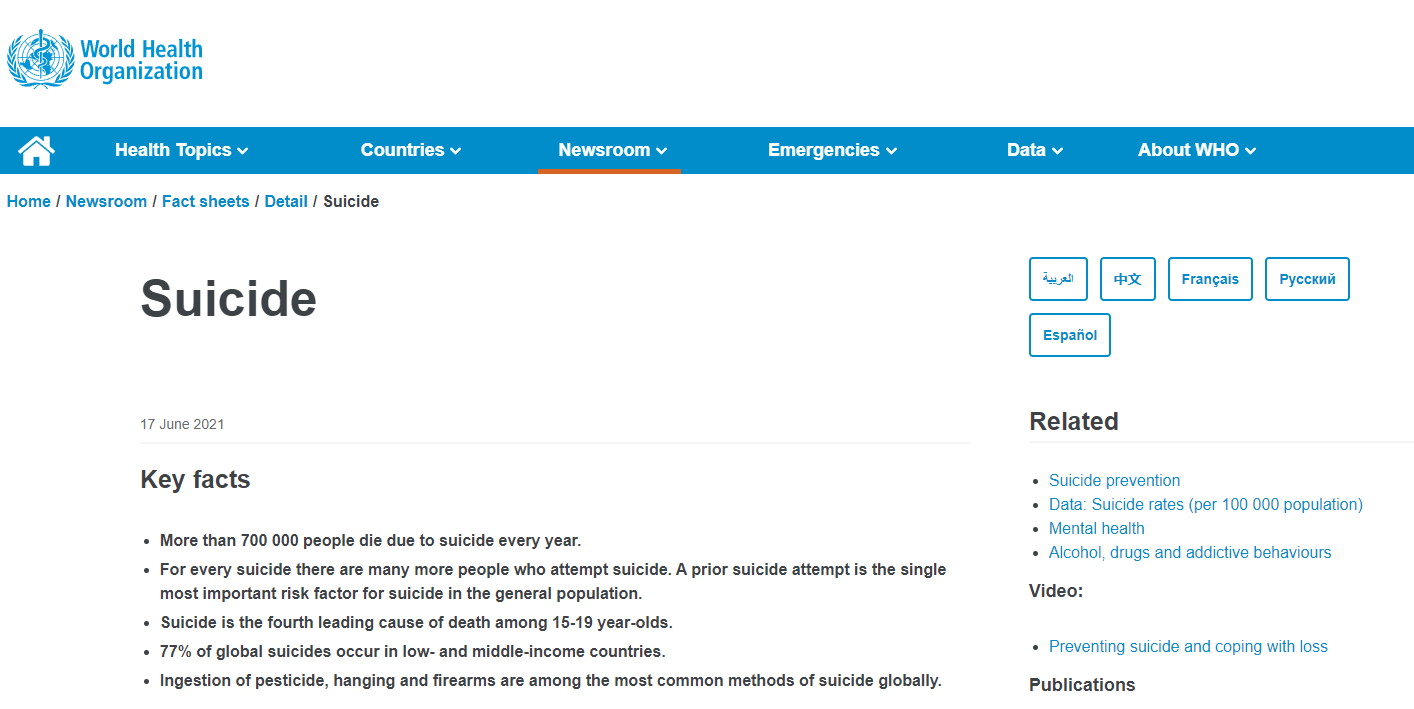 World Health
Organization
Health Topics
Countries
Newsroom
Emergencies
Data
About WHO
Home / Newsroom / Fact sheets / Detail / Suicide
Suicide
العربية
中文
Français
Русский
Español
17 June 2021
Key facts
More than 700 000 people die due to suicide every year.
For every suicide there are many more people who attempt suicide. A prior suicide attempt is the single
most important risk factor for suicide in the general population.
Suicide is the fourth leading cause of death among 15-19 year-olds.
77% of global suicides occur in low- and middle-income countries.
Ingestion of pesticide, hanging and firearms are among the most common methods of suicide globally.
Related
Suicide prevention
Data: Suicide rates (per 100 000 population)
Mental health
Alcohol, drugs and addictive behaviours
Video:
Preventing suicide and coping with loss
Publications